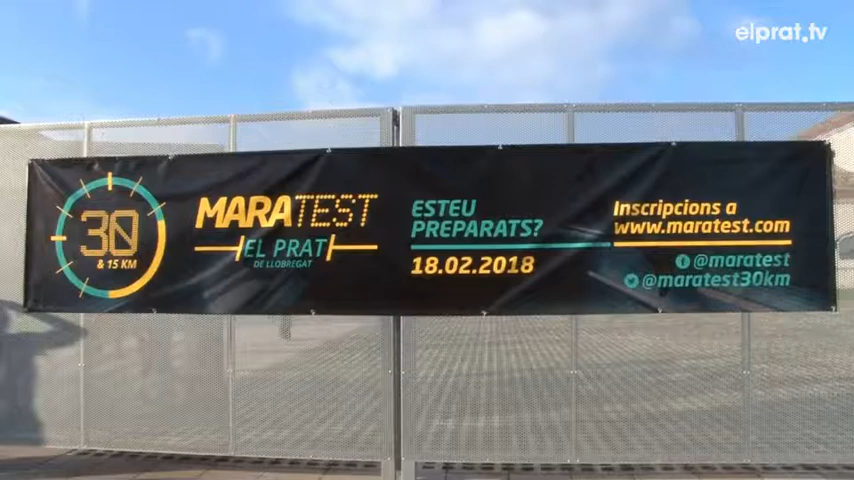 elprat.tv
30
& 15 KM
MARATEST
EL PRAT
DE LLOBREGAT
ESTEU
PREPARATS?
18.02.2018
Inscripcions a
www.maratest.com
@maratest
@maratest30km